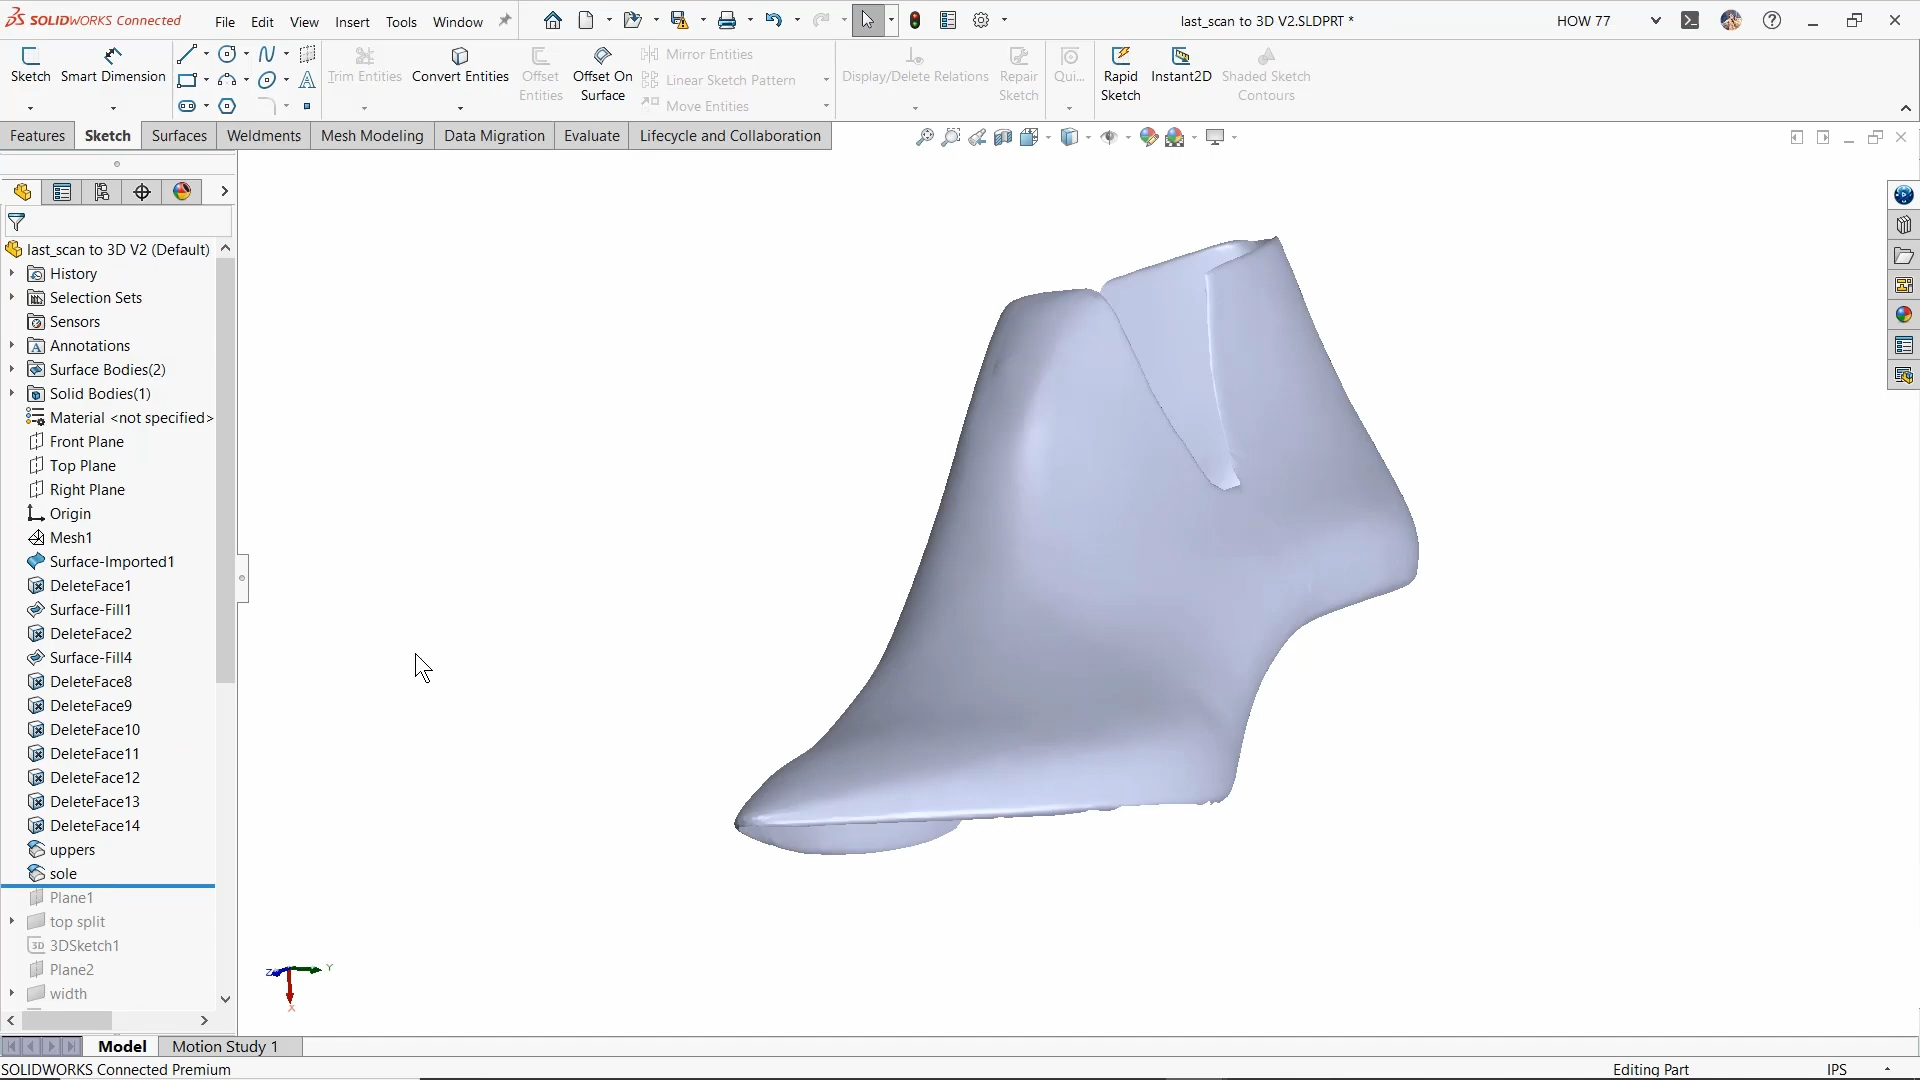 SOLIDWORKS Connected File Edit View Insert Tools Window last_scan to 3D V2.SLDPRT * HOW 77
Sketch Smart Dimension Trim Entities Convert Entities Offset Entities Offset On Surface Mirror Entities Display/Delete Relations Repair Sketch Qui... Rapid Sketch Instant2D Shaded Sketch Contours
Linear Sketch Pattern
Move Entities
Features Sketch Surfaces Weldments Mesh Modeling Data Migration Evaluate Lifecycle and Collaboration
last_scan to 3D V2 (Default)
History
Selection Sets
Sensors
Annotations
Surface Bodies(2)
Solid Bodies(1)
Material <not specified>
Front Plane
Top Plane
Right Plane
Origin
Mesh1
Surface-Imported1
DeleteFace1
Surface-Fill1
DeleteFace2
Surface-Fill4
DeleteFace8
DeleteFace9
DeleteFace10
DeleteFace11
DeleteFace12
DeleteFace13
DeleteFace14
uppers
sole
Plane1
top split
3D 3DSketch1
Plane2
width
Z Y
X
Model Motion Study 1
SOLIDWORKS Connected Premium Editing Part IPS